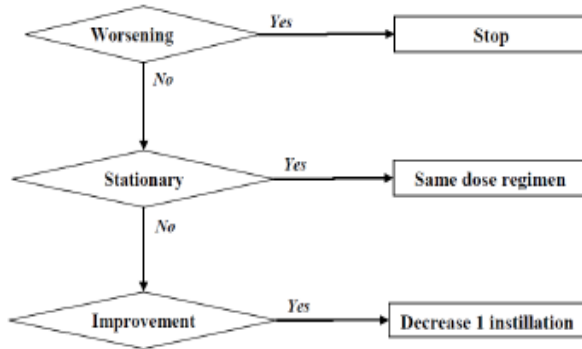 Worsening
Yes
Stop
No
Stationary
Yes
Same dose regimen
No
Improvement
Yes
Decrease 1 instillation